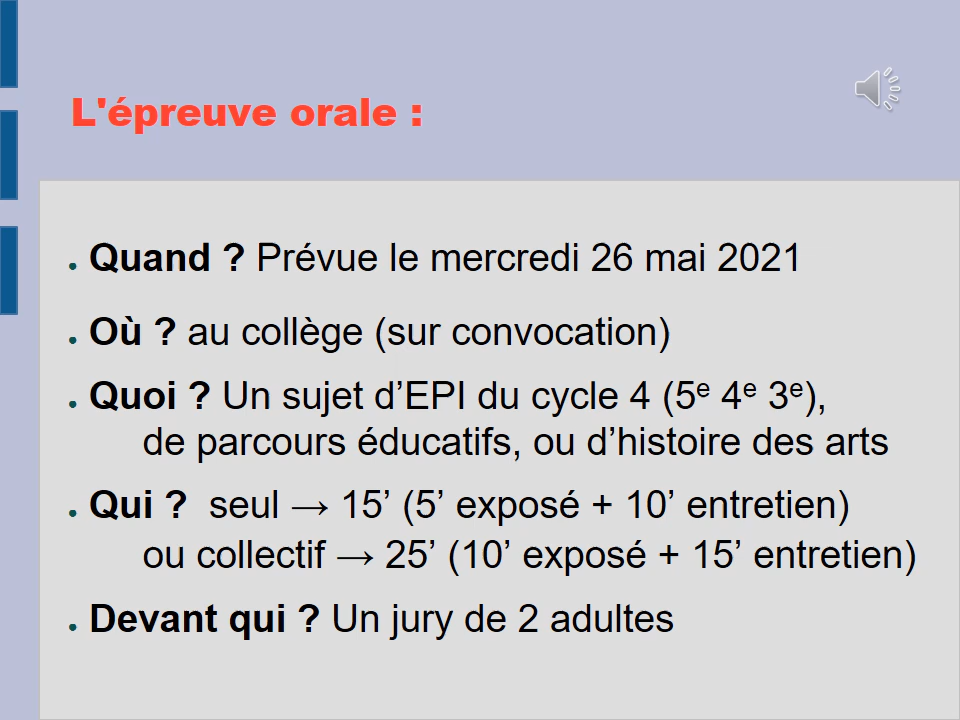 L'épreuve orale :
● Quand ? Prévue le mercredi 26 mai 2021
● Où ? au collège (sur convocation)
● Quoi ? Un sujet d’EPI du cycle 4 (5ᵉ 4ᵉ 3ᵉ),
de parcours éducatifs, ou d’histoire des arts
● Qui ? seul → 15’ (5’ exposé + 10’ entretien)
ou collectif → 25’ (10’ exposé + 15’ entretien)
● Devant qui ? Un jury de 2 adultes